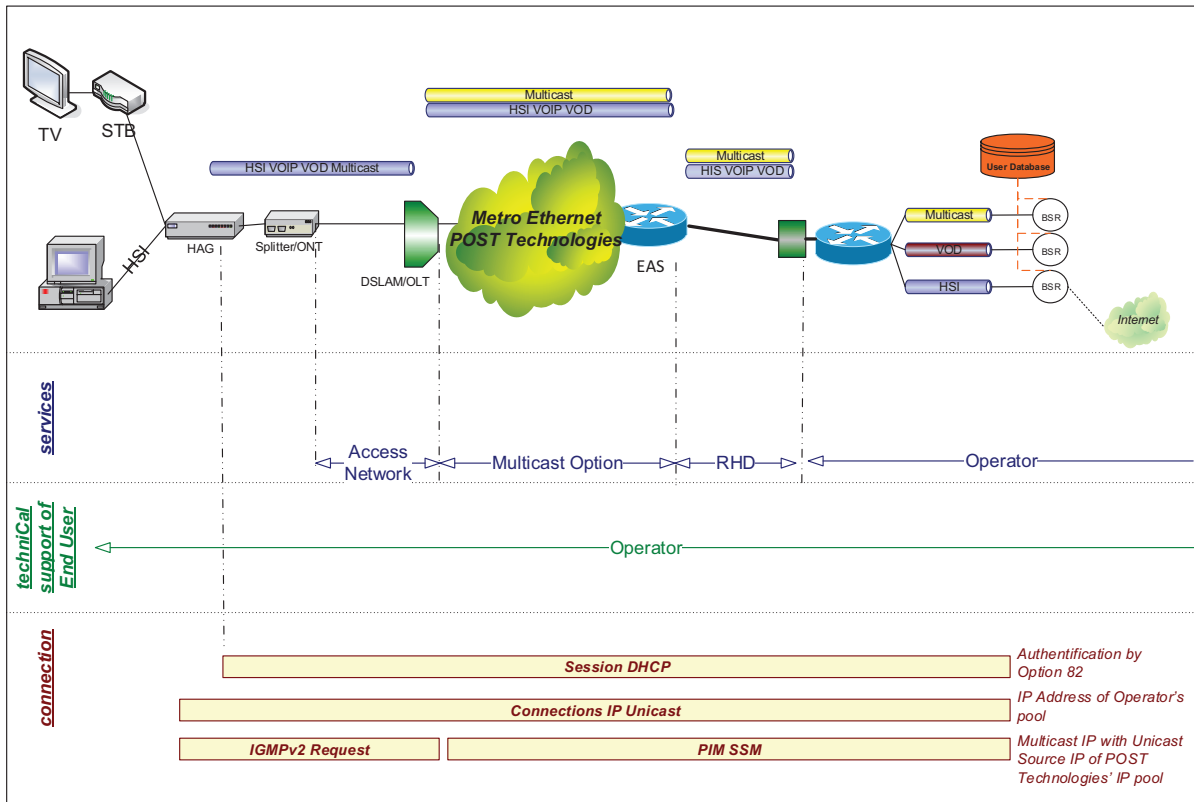 Multicast
HSI VOIP VOD
TV
STB
HSI VOIP VOD Multicast
Multicast
HIS VOIP VOD
User Database
HSI
HAG
Splitter/ONT
DSLAM/OLT
Metro Ethernet
POST Technologies
EAS
Multicast
BSR
VOD
BSR
HSI
BSR
Internet
services
Access
Network
Multicast Option
RHD
Operator
techniCal
support of
End User
Operator
connection
Session DHCP
Authentification by
Option 82
Connections IP Unicast
IP Address of Operator's
pool
IGMPv2 Request
PIM SSM
Multicast IP with Unicast
Source IP of POST
Technologies' IP pool